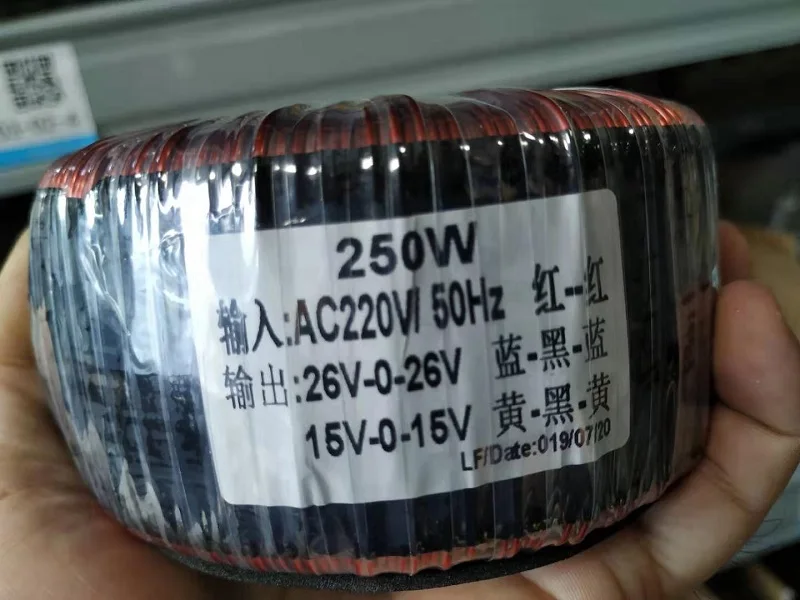 250W
输入:AC220V/ 50Hz 红--红
输出:26V-0-26V 蓝-黑-蓝
15V-0-15V 黄-黑-黄
LF/Date:019/07/20